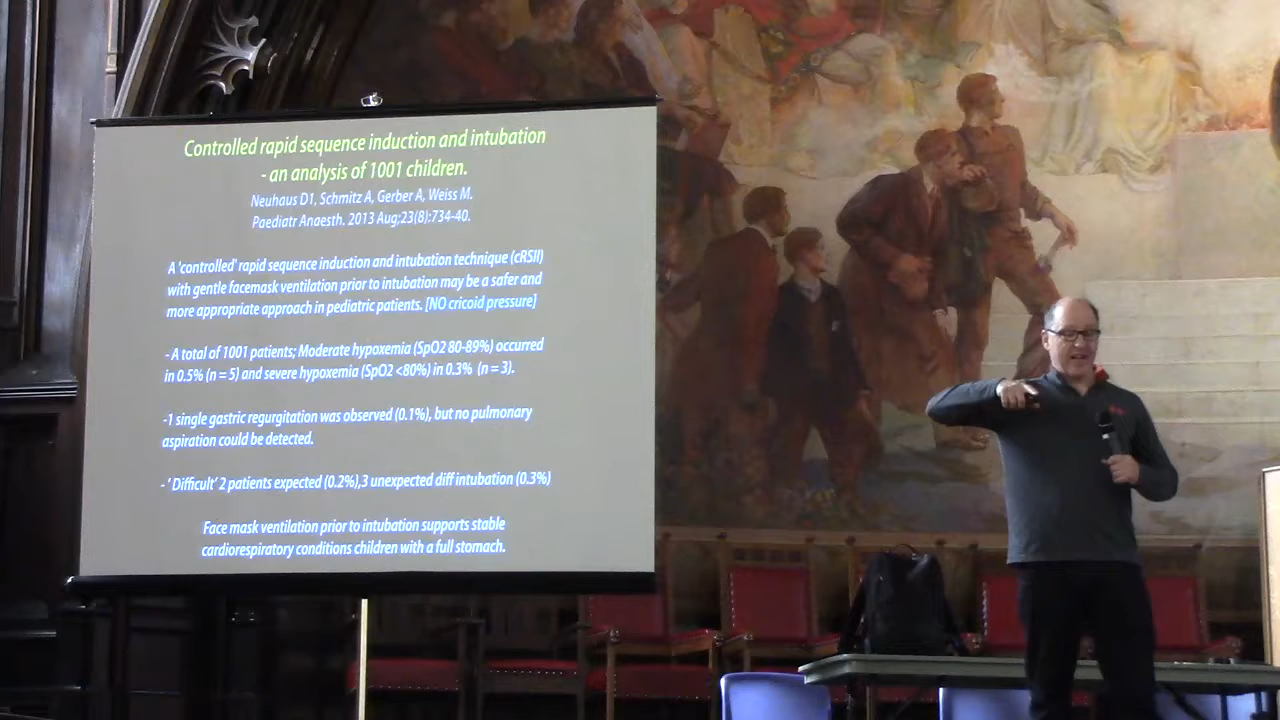 Controlled rapid sequence induction and intubation
- an analysis of 1001 children.
Neuhaus D1, Schmitz A, Gerber A, Weiss M.
Paediatr Anaesth. 2013 Aug;23(8):734-40.
A 'controlled' rapid sequence induction and intubation technique (cRSII)
with gentle facemask ventilation prior to intubation may be a safer and
more appropriate approach in pediatric patients. [NO cricoid pressure]
- A total of 1001 patients; Moderate hypoxemia (SpO2 80-89%) occurred
in 0.5% (n = 5) and severe hypoxemia (SpO2 <80%) in 0.3% (n = 3).
-1 single gastric regurgitation was observed (0.1%), but no pulmonary
aspiration could be detected.
- ' Difficult' 2 patients expected (0.2%),3 unexpected diff intubation (0.3%)
Face mask ventilation prior to intubation supports stable
cardiorespiratory conditions children with a full stomach.